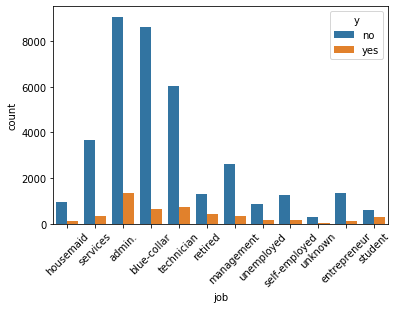 y
no
yes
8000
6000
4000
2000
0
count
housemaid
services
admin.
blue-collar
technician
retired
management
unemployed
self-employed
unknown
entrepreneur
student
job